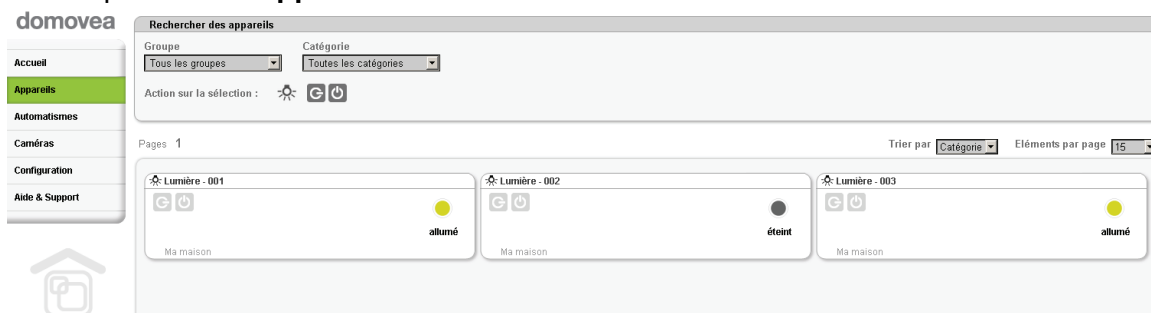 domovea
Rechercher des appareils
Groupe Catégorie
Tous les groupes Toutes les catégories
Action sur la sélection :
Accueil
Appareils
Automatismes
Caméras
Configuration
Aide & Support
Pages 1 Trier par Catégorie Eléments par page 15
Lumière - 001
allumé
Ma maison
Lumière - 002
éteint
Ma maison
Lumière - 003
allumé
Ma maison